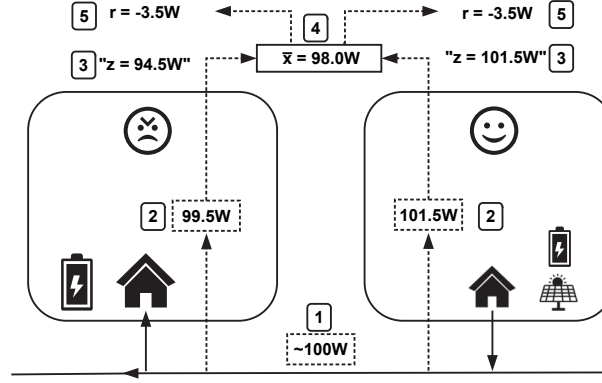 5 r = -3.5W
4
r = -3.5W 5
3 "z = 94.5W"
x̄ = 98.0W
"z = 101.5W" 3
2 99.5W
101.5W 2
1
~100W